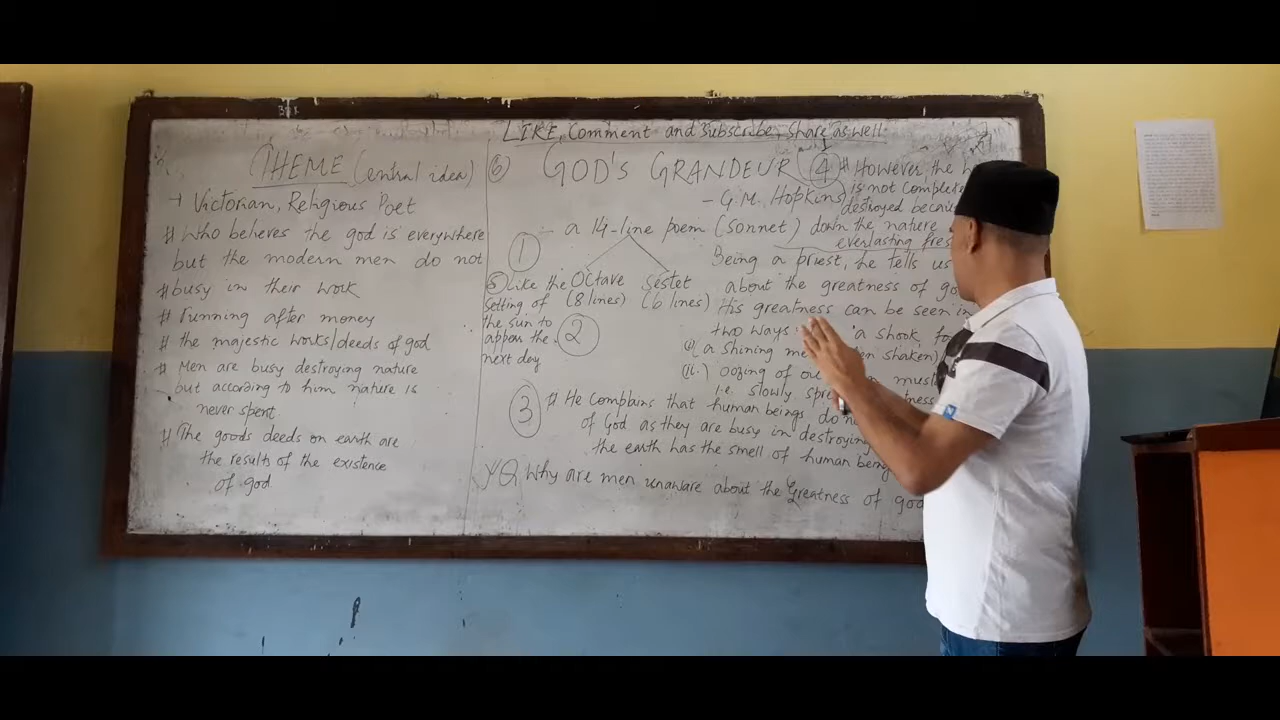 LIKE, Comment and subscribe, share as well
THEME (Central idea)
→ Victorian, Religious Poet
# Who believes the god is everywhere
but the modern men do not
# busy in their work
# running after money
# the majestic works/deeds of god
# Men are busy destroying nature
but according to him nature is
never spent
# The goods deeds on earth are
the results of the existence
of god
⑥ GOD'S GRANDEUR
- G.M. Hopkins
① - a 14-line poem (sonnet)
Octave sestet
(8 lines) (6 lines)
⑤ Like the
setting of
the sun to
appear the
next day
② Being a priest, he tells us
about the greatness of
His greatness can be seen in
two ways:
(i) a shining a shook
shaken)
(ii.) oozing of
i.e. slowly
③ # He complains that human beings do
of God as they are busy in destroying
the earth has the smell of human being
④ # However the
is not
destroyed
down the nature
everlasting
Q Why are men unaware about the Greatness of god